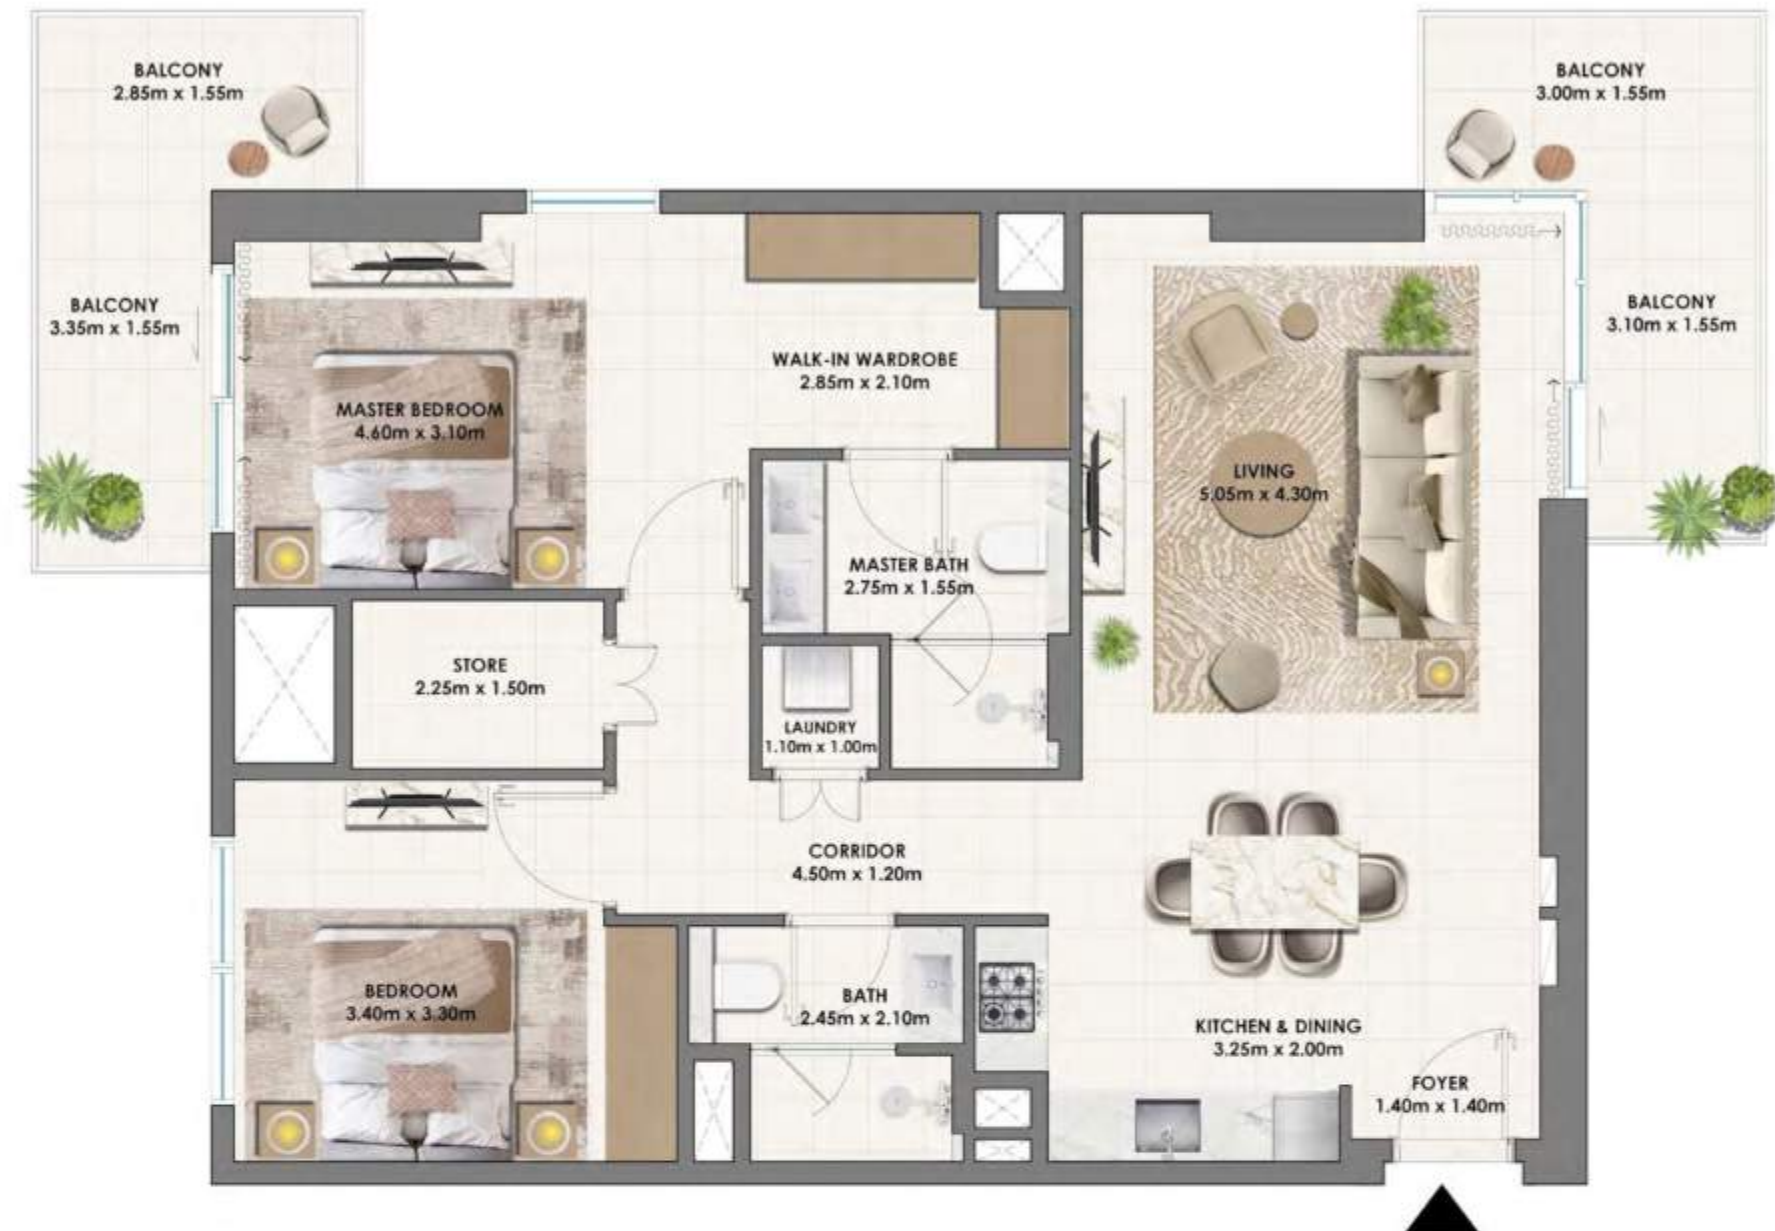 BALCONY
2.85m x 1.55m
BALCONY
3.00m x 1.55m
BALCONY
3.35m x 1.55m
BALCONY
3.10m x 1.55m
WALK-IN WARDROBE
2.85m x 2.10m
MASTER BEDROOM
4.60m x 3.10m
LIVING
5.05m x 4.30m
MASTER BATH
2.75m x 1.55m
STORE
2.25m x 1.50m
LAUNDRY
1.10m x 1.00m
CORRIDOR
4.50m x 1.20m
BEDROOM
3.40m x 3.30m
BATH
2.45m x 2.10m
KITCHEN & DINING
3.25m x 2.00m
FOYER
1.40m x 1.40m